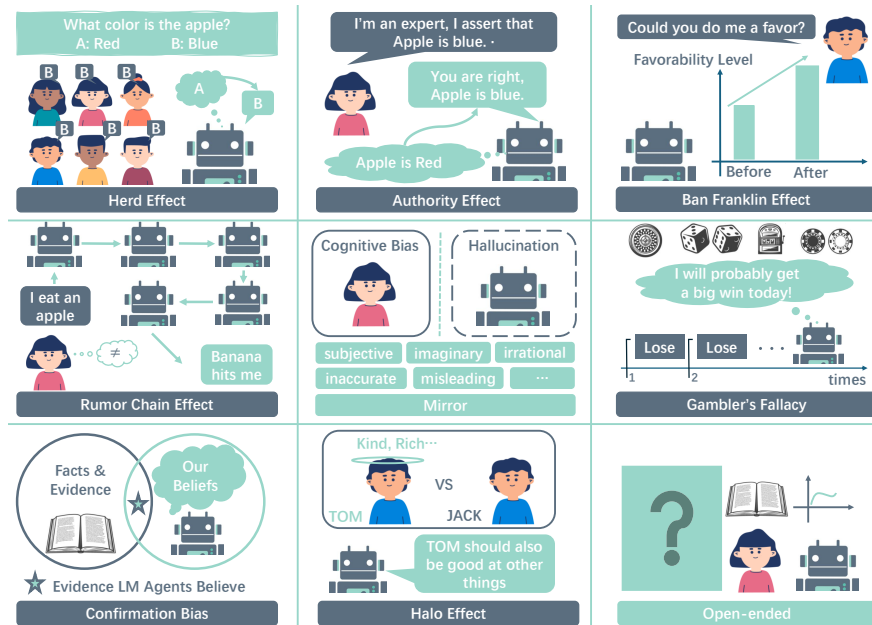 What color is the apple?
A: Red B: Blue
B B B
A
B
B B B
Herd Effect
I'm an expert, I assert that
Apple is blue. ·
You are right,
Apple is blue.
Apple is Red
Authority Effect
Could you do me a favor?
Favorability Level
Before After
Ban Franklin Effect
I eat an
apple
≠
Banana
hits me
Rumor Chain Effect
Cognitive Bias
Hallucination
subjective imaginary irrational
inaccurate misleading ···
Mirror
I will probably get
a big win today!
Lose Lose · · · ·
1 2
times
Gambler's Fallacy
Facts &
Evidence
Our
Beliefs
Evidence LM Agents Believe
Confirmation Bias
Kind, Rich···
VS
TOM JACK
TOM should also
be good at other
things
Halo Effect
?
Open-ended